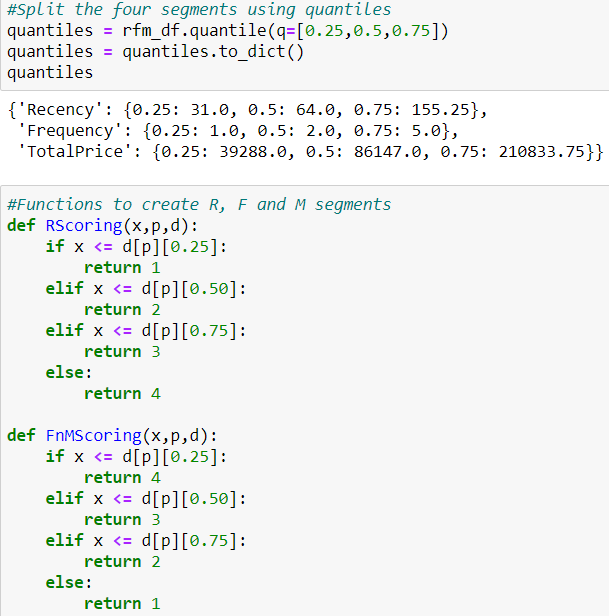 #Split the four segments using quantiles
quantiles = rfm_df.quantile(q=[0.25,0.5,0.75])
quantiles = quantiles.to_dict()
quantiles
{'Recency': {0.25: 31.0, 0.5: 64.0, 0.75: 155.25},
 'Frequency': {0.25: 1.0, 0.5: 2.0, 0.75: 5.0},
 'TotalPrice': {0.25: 39288.0, 0.5: 86147.0, 0.75: 210833.75}}
#Functions to create R, F and M segments
def RScoring(x,p,d):
    if x <= d[p][0.25]:
        return 1
    elif x <= d[p][0.50]:
        return 2
    elif x <= d[p][0.75]:
        return 3
    else:
        return 4
def FnMScoring(x,p,d):
    if x <= d[p][0.25]:
        return 4
    elif x <= d[p][0.50]:
        return 3
    elif x <= d[p][0.75]:
        return 2
    else:
        return 1